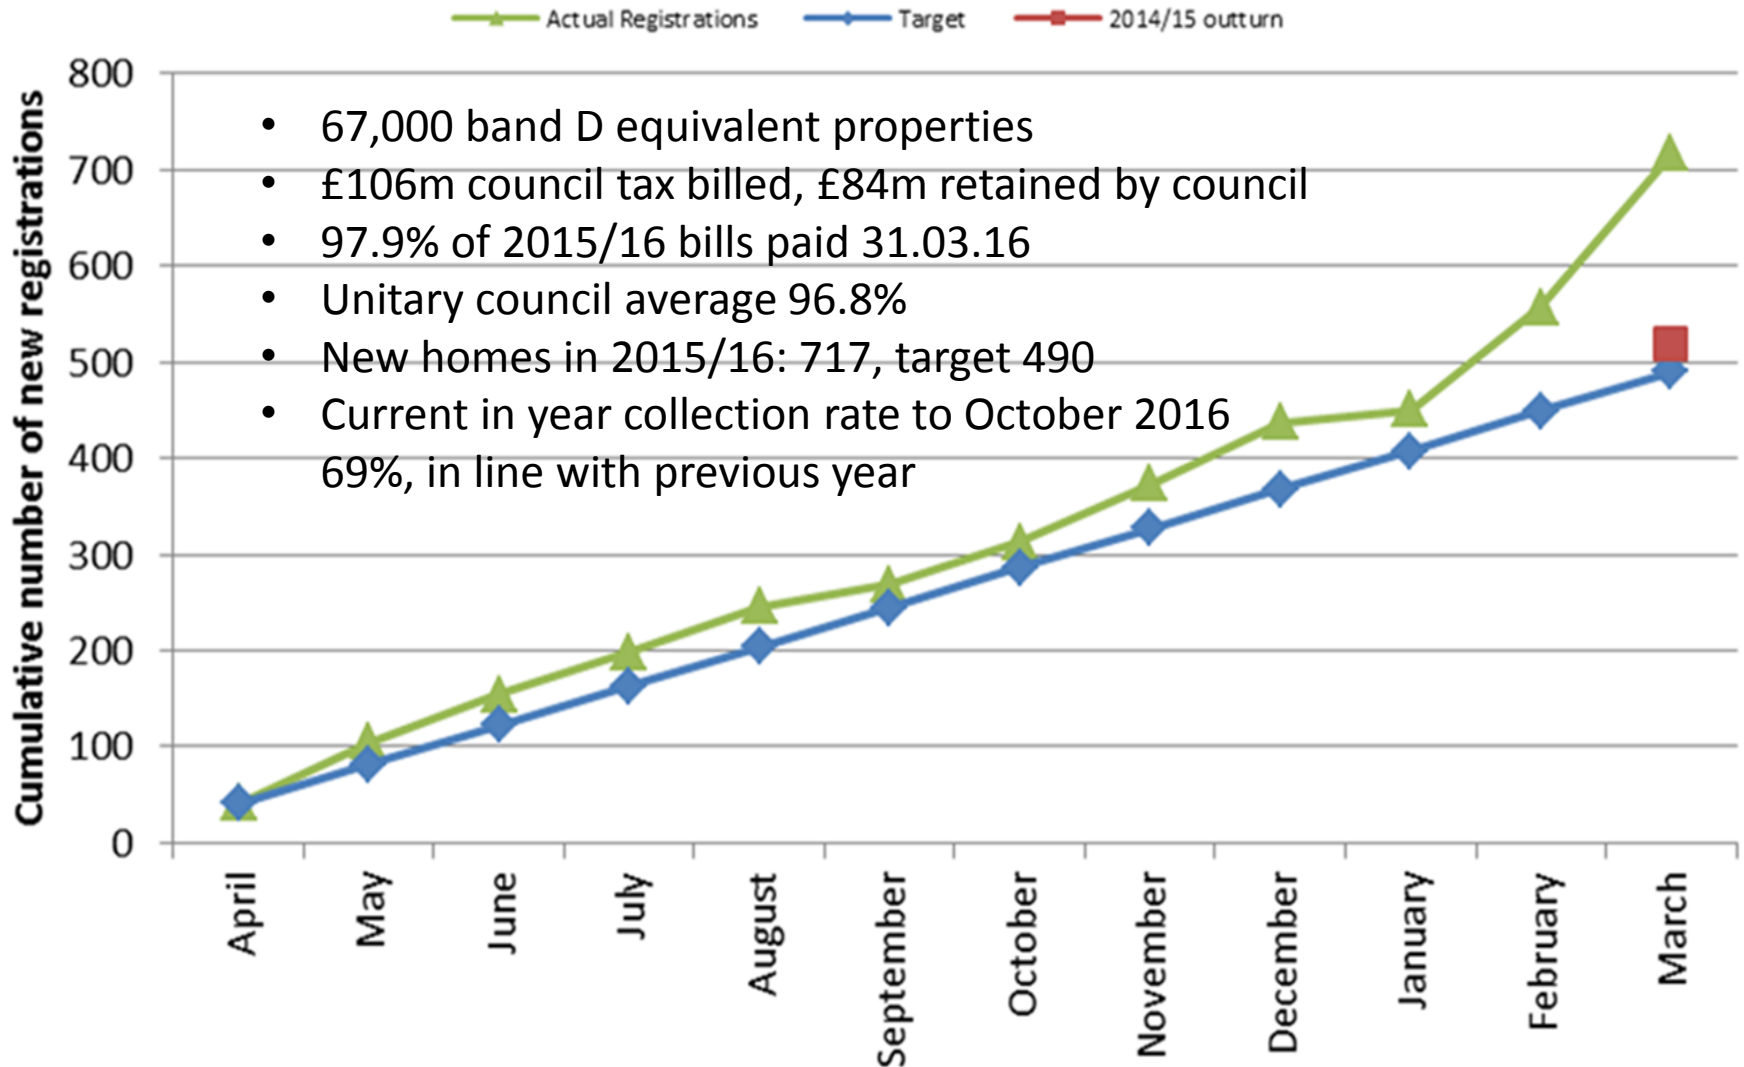 Actual Registrations
Target
2014/15 outturn
Cumulative number of new registrations
800
700
600
500
400
300
200
100
0
• 67,000 band D equivalent properties
• £106m council tax billed, £84m retained by council
• 97.9% of 2015/16 bills paid 31.03.16
• Unitary council average 96.8%
• New homes in 2015/16: 717, target 490
• Current in year collection rate to October 2016
69%, in line with previous year
April
May
June
July
August
September
October
November
December
January
February
March